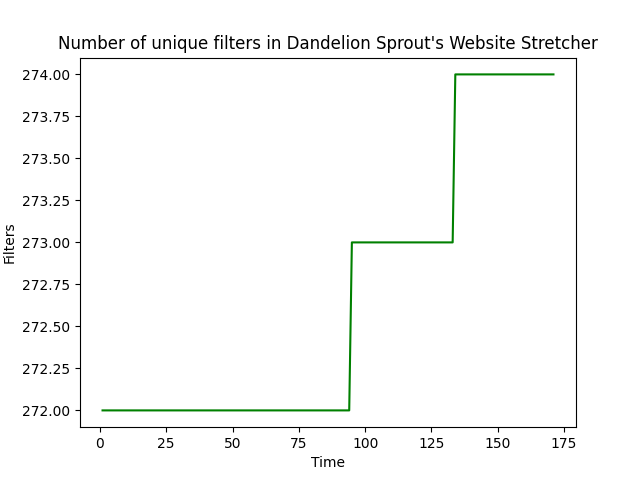 Number of unique filters in Dandelion Sprout's Website Stretcher
274.00
273.75
273.50
273.25
273.00
272.75
272.50
272.25
272.00
Filters
0 25 50 75 100 125 150 175
Time